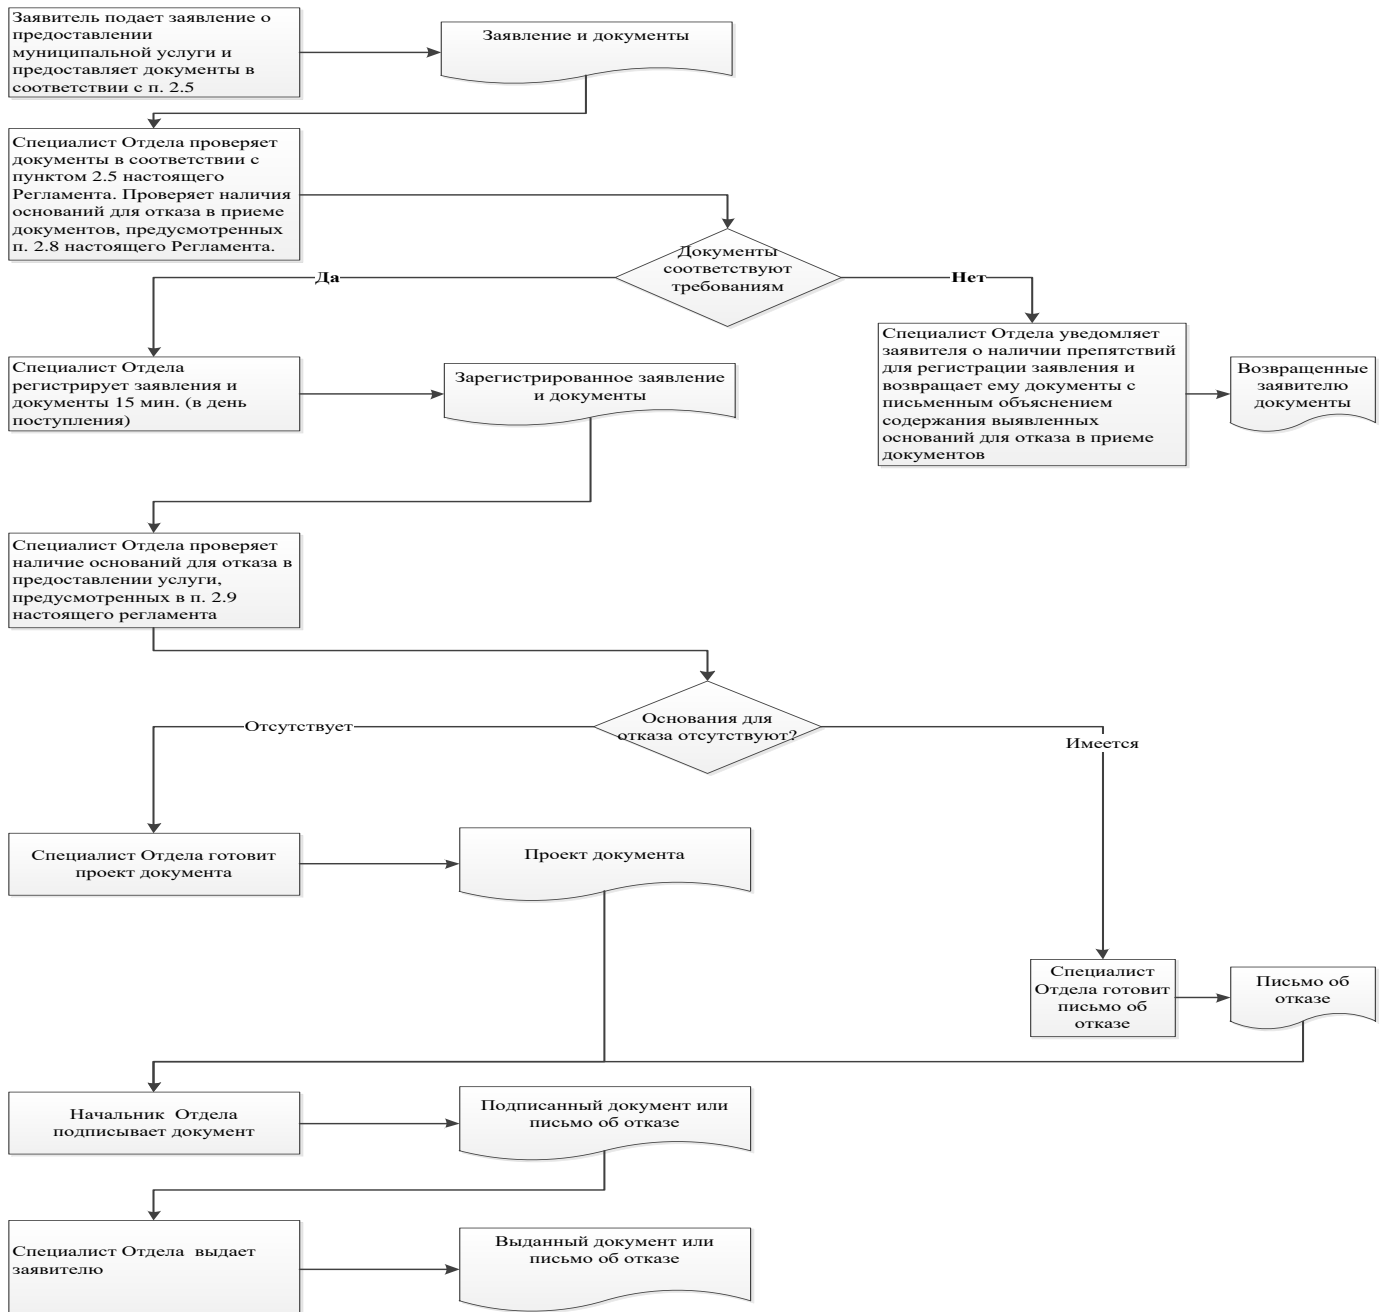 Заявитель подает заявление о
предоставлении
муниципальной услуги и
предоставляет документы в
соответствии с п. 2.5
Заявление и документы
Специалист Отдела проверяет
документы в соответствии с
пунктом 2.5 настоящего
Регламента. Проверяет наличия
оснований для отказа в приеме
документов, предусмотренных
п. 2.8 настоящего Регламента.
Документы
соответствуют
требованиям
Да
Нет
Специалист Отдела
регистрирует заявления и
документы 15 мин. (в день
поступления)
Зарегистрированное заявление
и документы
Специалист Отдела уведомляет
заявителя о наличии препятствий
для регистрации заявления и
возвращает ему документы с
письменным объяснением
содержания выявленных
оснований для отказа в приеме
документов
Возвращенные
заявителю
документы
Специалист Отдела проверяет
наличие оснований для отказа в
предоставлении услуги,
предусмотренных в п. 2.9
настоящего регламента
Основания для
отказа отсутствуют?
Отсутствует
Имеется
Специалист Отдела готовит
проект документа
Проект документа
Специалист
Отдела готовит
письмо об
отказе
Письмо об
отказе
Начальник Отдела
подписывает документ
Подписанный документ или
письмо об отказе
Специалист Отдела выдает
заявителю
Выданный документ или
письмо об отказе